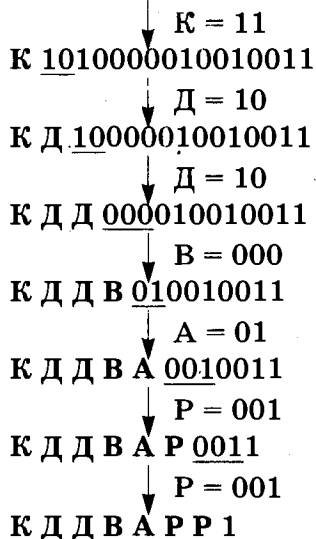 К = 11
К 1010000010010011
Д = 10
К Д 10000010010011
Д = 10
К Д Д 000010010011
В = 000
К Д Д В 010010011
А = 01
К Д Д В А 0010011
Р = 001
К Д Д В А Р 0011
Р = 001
К Д Д В А Р Р 1